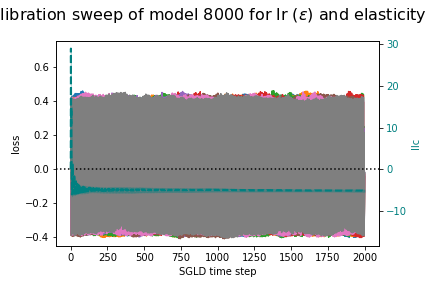 libration sweep of model 8000 for lr (ε) and elasticity
0.6
0.4
0.2
0.0
−0.2
−0.4
loss
30
20
10
0
−10
llc
0 250 500 750 1000 1250 1500 1750 2000
SGLD time step